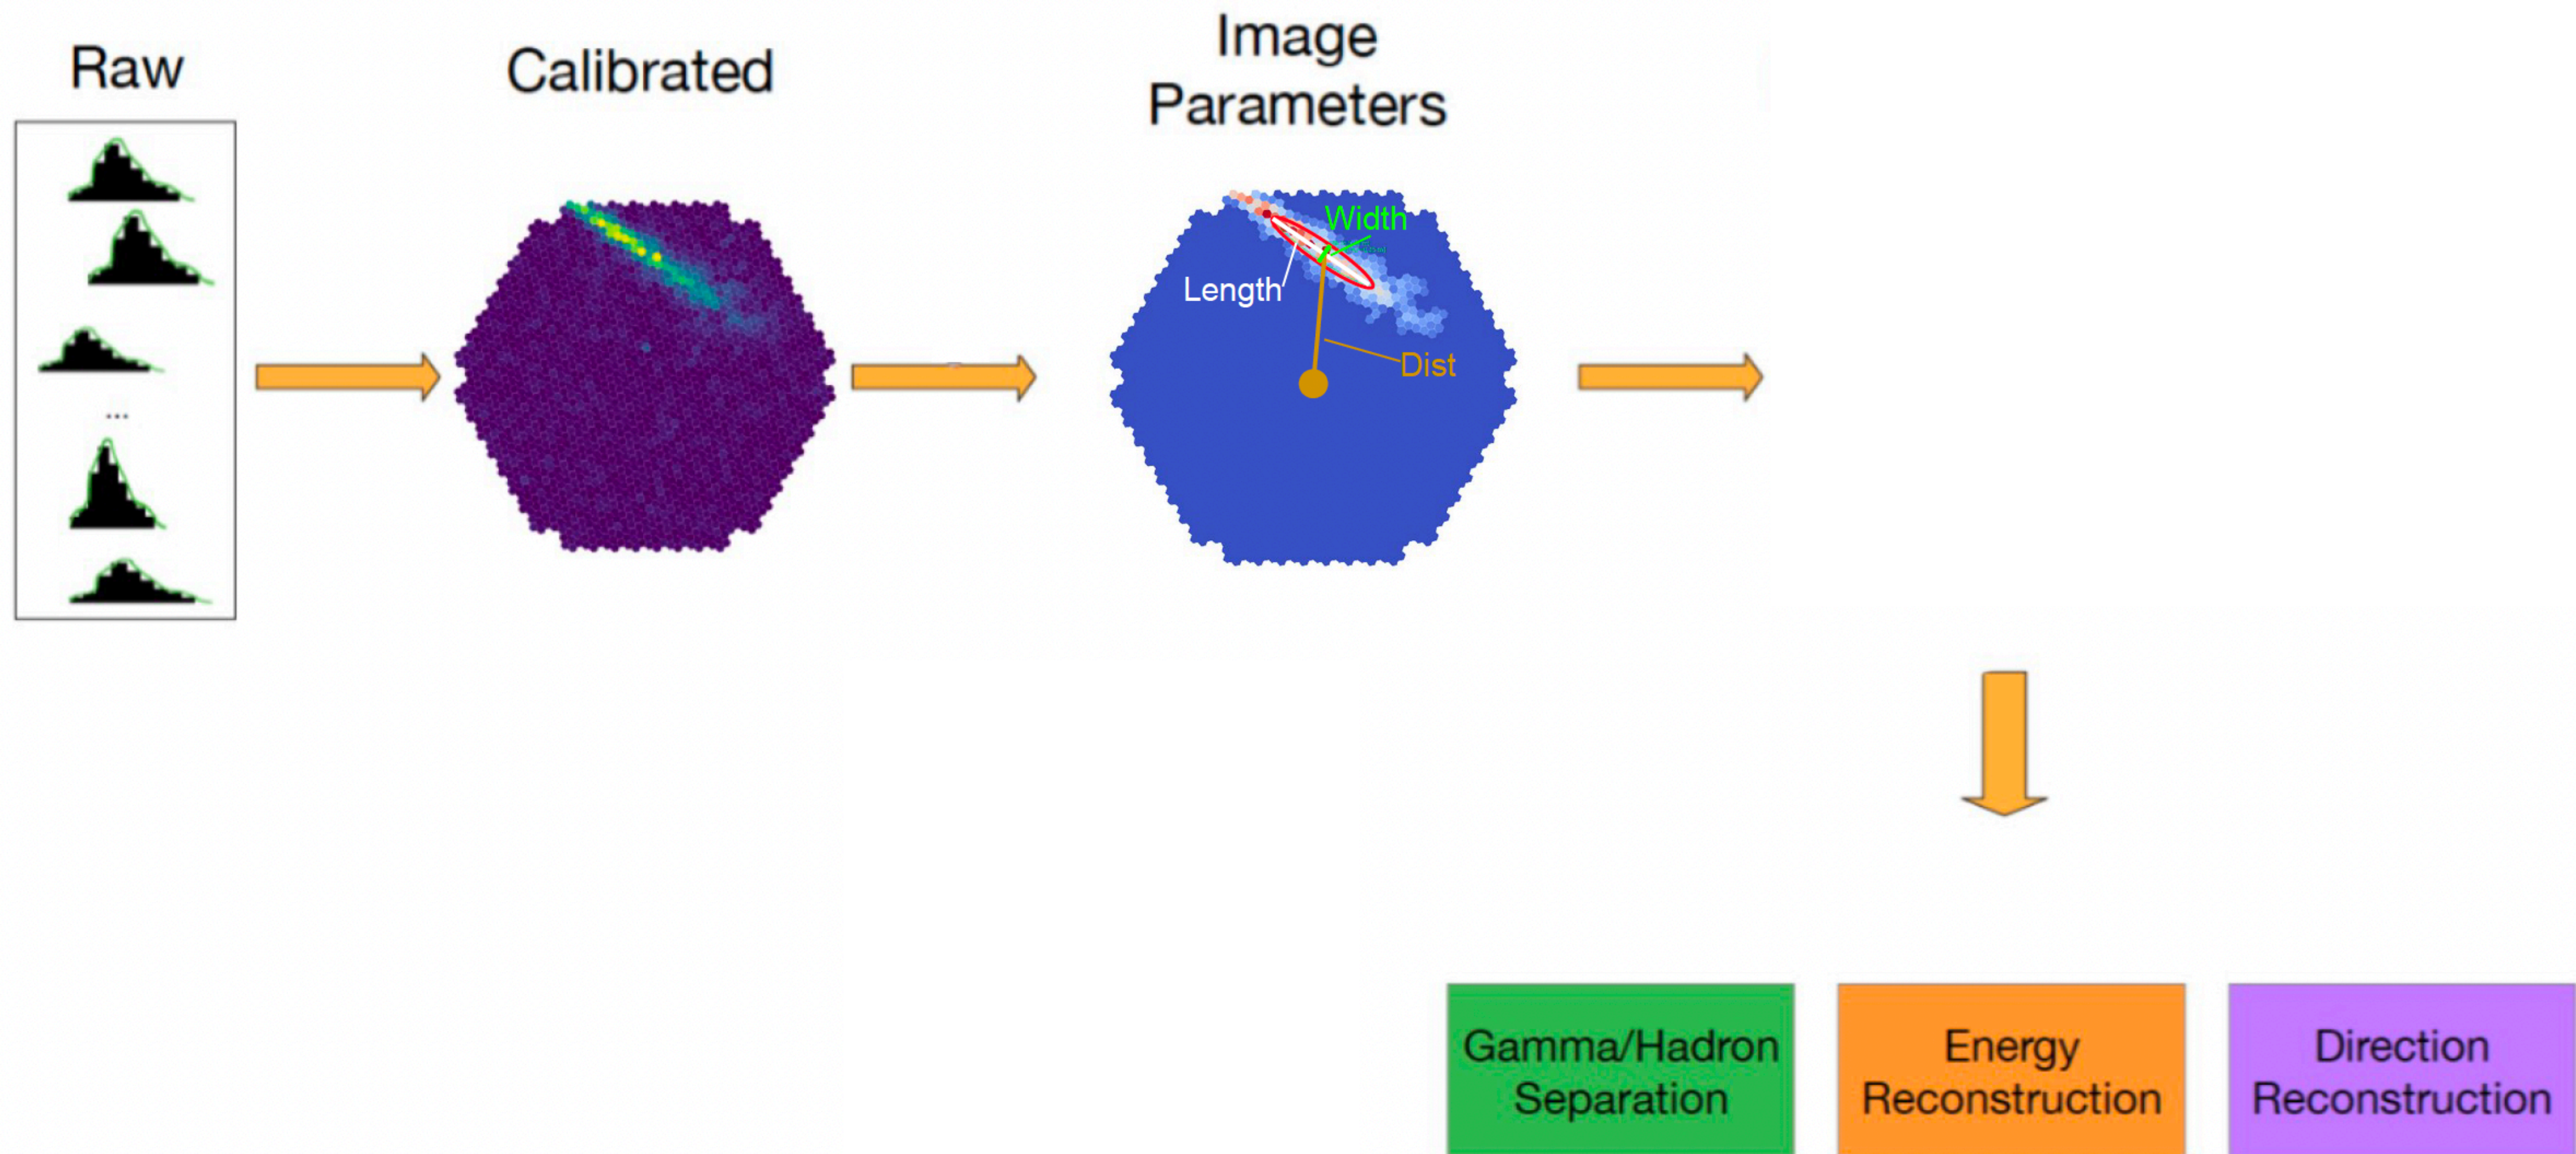 Raw
Calibrated
Image
Parameters
...
Width
Length
Dist
Gamma/Hadron
Separation
Energy
Reconstruction
Direction
Reconstruction